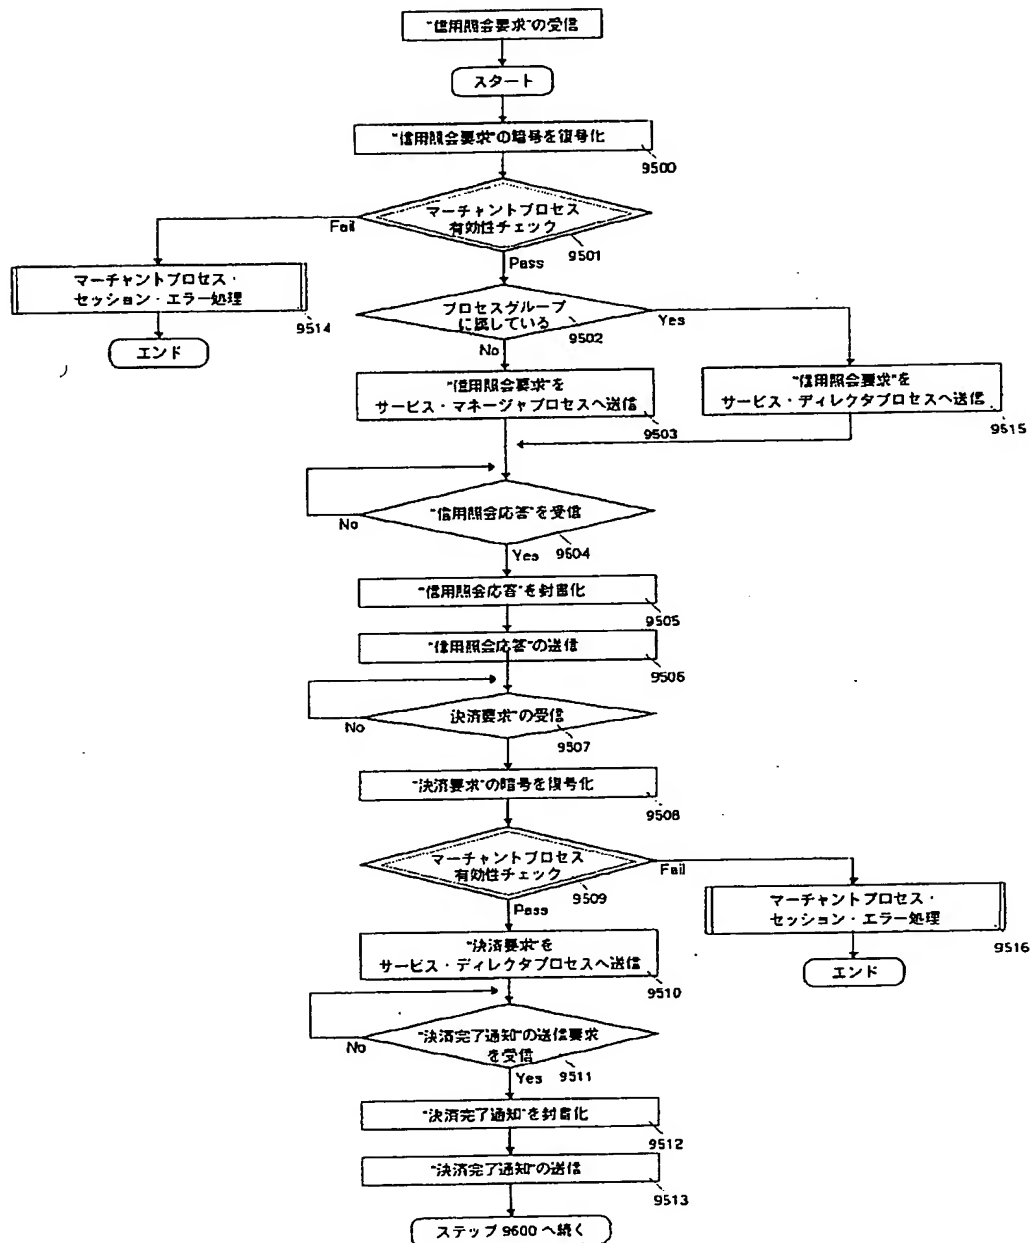 "信用照会要求"の受信
スタート
"信用照会要求"の暗号を復号化
9500
マーチャントプロセス
有効性チェック
9501
Fail
Pass
マーチャントプロセス・
セッション・エラー処理
9514
エンド
プロセスグループ
に属している
9502
Yes
No
"信用照会要求"を
サービス・マネージャプロセスへ送信
9503
"信用照会要求"を
サービス・ディレクタプロセスへ送信
9515
"信用照会応答"を受信
No
9504
Yes
"信用照会応答"を封書化
9505
"信用照会応答"の送信
9506
決済要求"の受信
No
9507
"決済要求"の暗号を復号化
9508
マーチャントプロセス
有効性チェック
9509
Fail
Pass
マーチャントプロセス・
セッション・エラー処理
9516
エンド
"決済要求"を
サービス・ディレクタプロセスへ送信
9510
"決済完了通知"の送信要求
を受信
No
9511
Yes
"決済完了通知"を封書化
9512
"決済完了通知"の送信
9513
ステップ 9600 へ続く